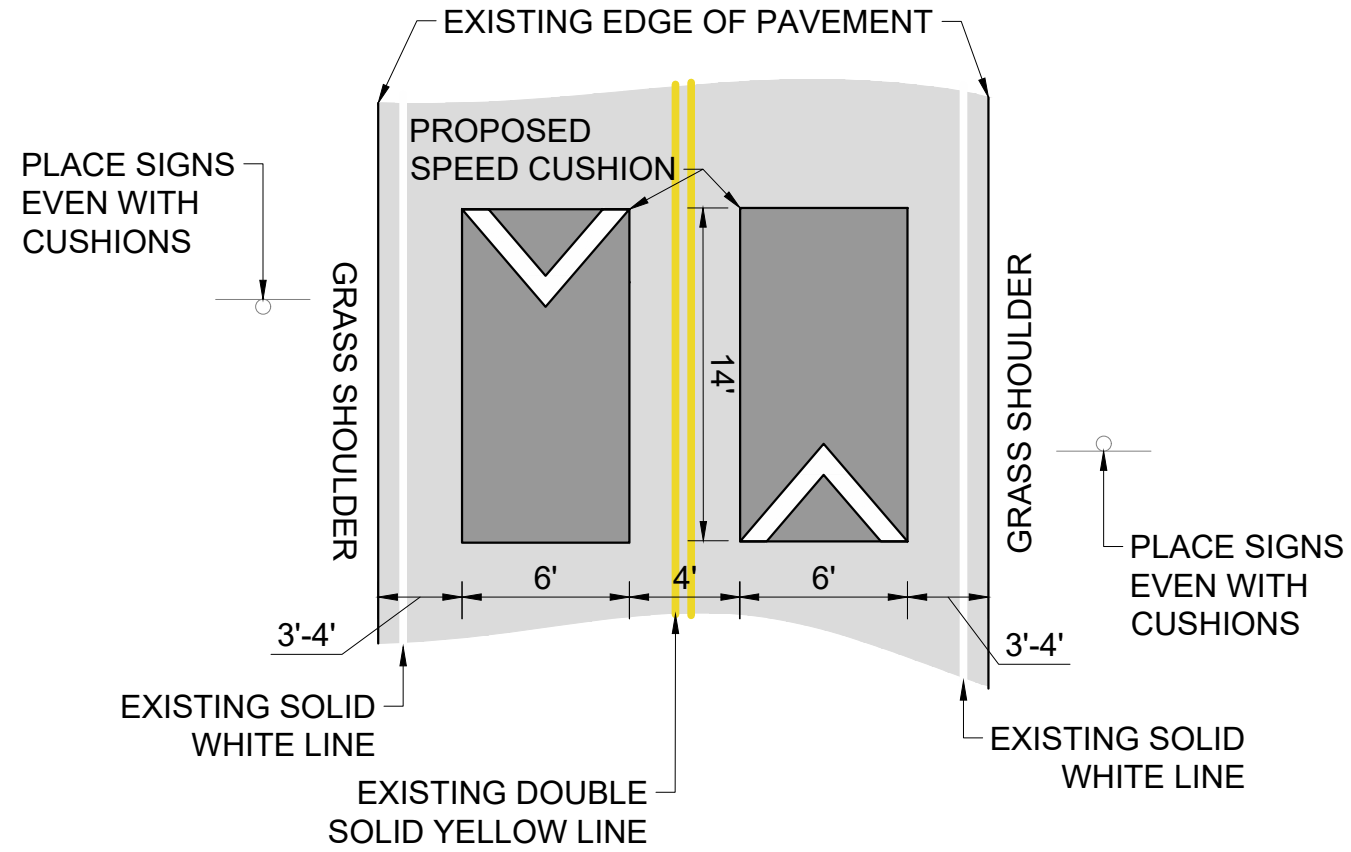 EXISTING EDGE OF PAVEMENT
PROPOSED
SPEED CUSHION
PLACE SIGNS
EVEN WITH
CUSHIONS
GRASS SHOULDER
14'
GRASS SHOULDER
PLACE SIGNS
EVEN WITH
CUSHIONS
6'
4'
6'
3'-4'
3'-4'
EXISTING SOLID
WHITE LINE
EXISTING SOLID
WHITE LINE
EXISTING DOUBLE
SOLID YELLOW LINE